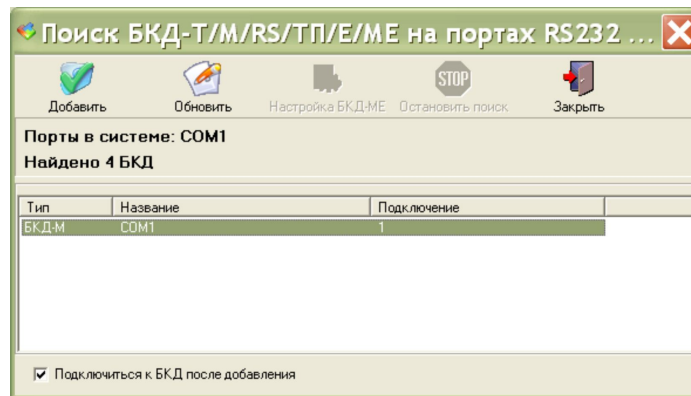 Поиск БКД-Т/М/RS/ТП/Е/МЕ на портах RS232 ...
Добавить Обновить Настройка БКД-МЕ Остановить поиск Закрыть
STOP
Порты в системе: COM1
Найдено 4 БКД
Тип Название Подключение
БКД-М COM1 1
Подключиться к БКД после добавления